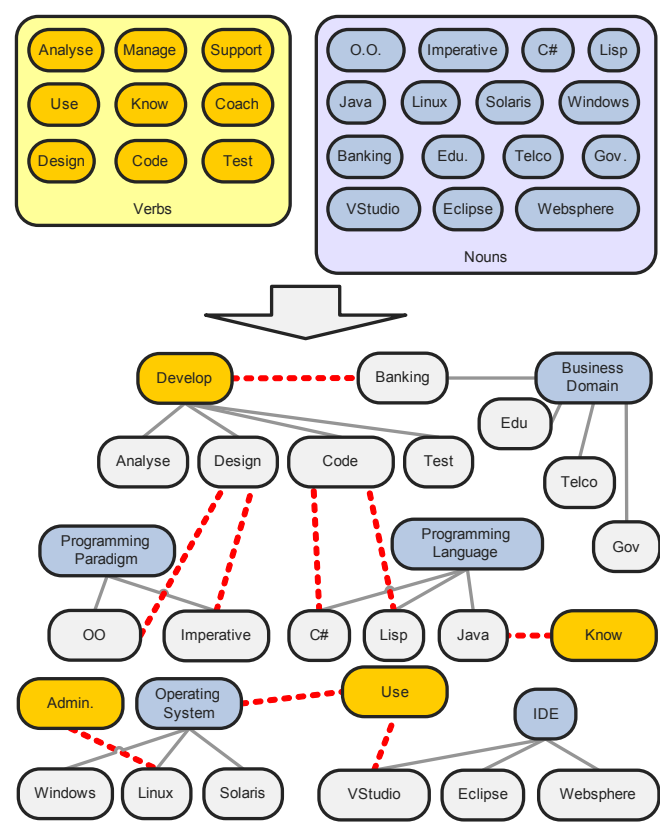 Analyse Manage Support
O.O. Imperative C# Lisp
Use Know Coach
Java Linux Solaris Windows
Design Code Test
Banking Edu. Telco Gov.
Verbs
VStudio Eclipse Websphere
Nouns
Develop
Banking
Business
Domain
Edu
Analyse
Design
Code
Test
Telco
Programming
Paradigm
Programming
Language
Gov
OO
Imperative
C#
Lisp
Java
Know
Admin.
Operating
System
Use
IDE
Windows
Linux
Solaris
VStudio
Eclipse
Websphere